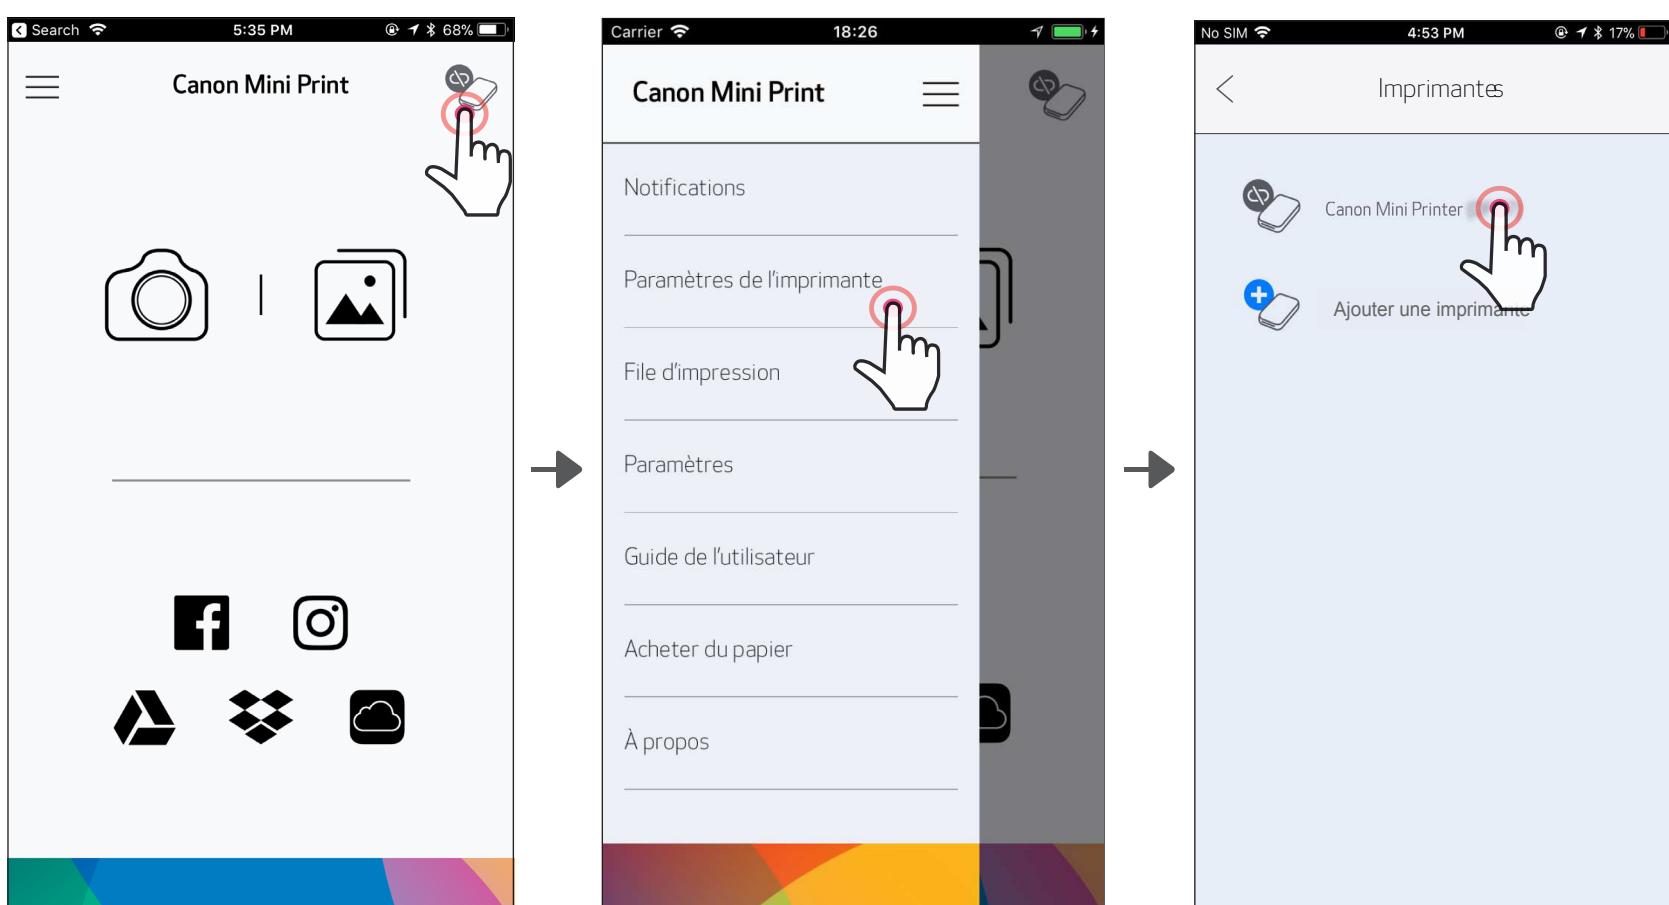 Search 5:35 PM 68%
Canon Mini Print
Carrier 18:26
Canon Mini Print
Notifications
Paramètres de l'imprimante
File d'impression
Paramètres
Guide de l'utilisateur
Acheter du papier
À propos
No SIM 4:53 PM 17%
Imprimantes
Canon Mini Printer
Ajouter une imprimante